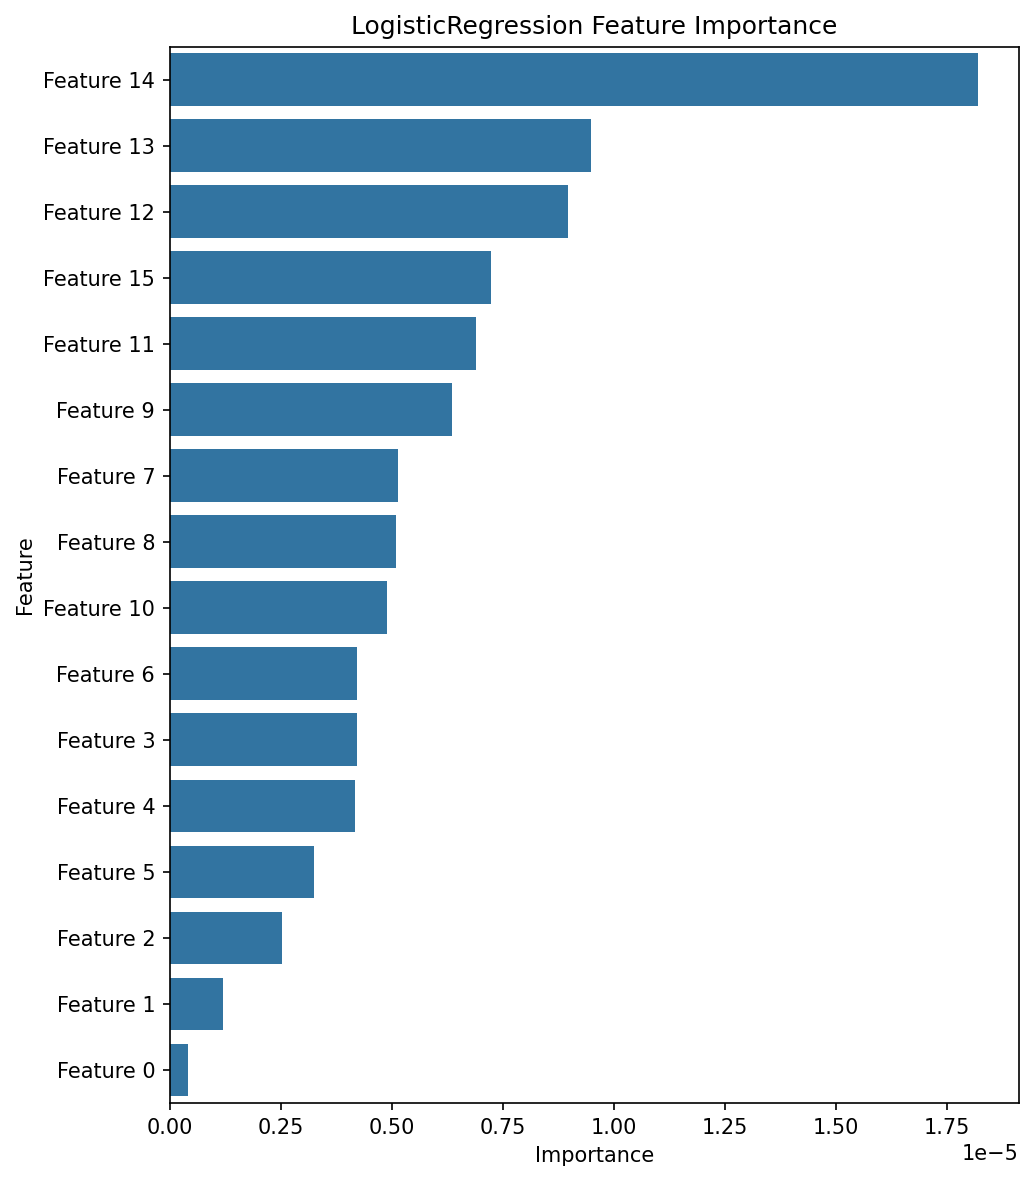 LogisticRegression Feature Importance
Feature 14
Feature 13
Feature 12
Feature 15
Feature 11
Feature 9
Feature 7
Feature 8
Feature 10
Feature 6
Feature 3
Feature 4
Feature 5
Feature 2
Feature 1
Feature 0
Feature
0.00 0.25 0.50 0.75 1.00 1.25 1.50 1.75
1e−5
Importance